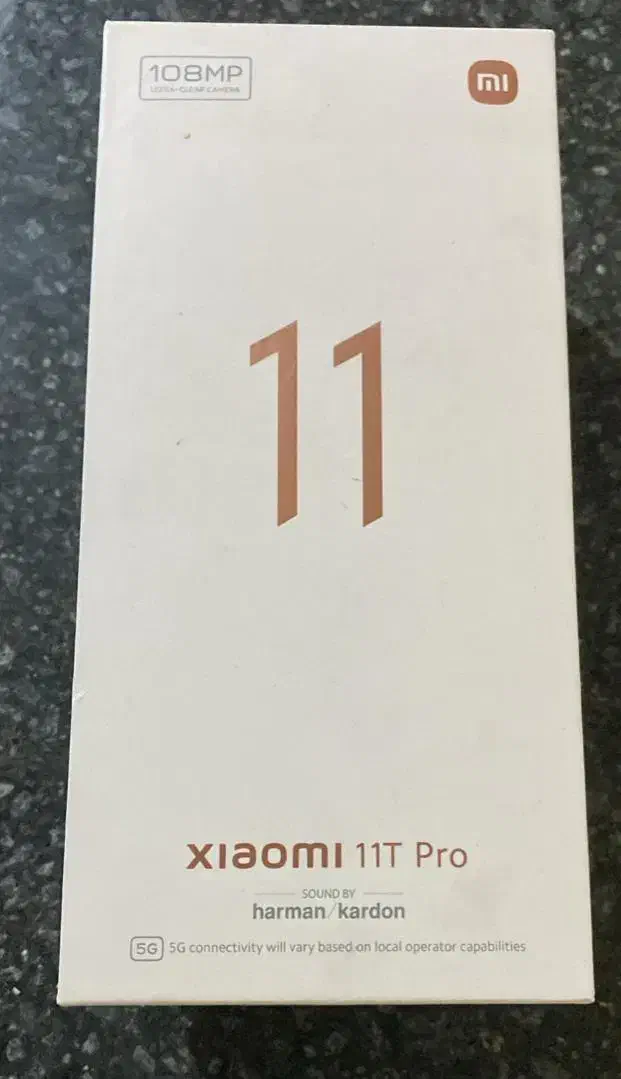 108MP
ULTRA-CLEAR CAMERA
mi
11
xiaomi 11T Pro
SOUND BY
harman/kardon
5G 5G connectivity will vary based on local operator capabilities